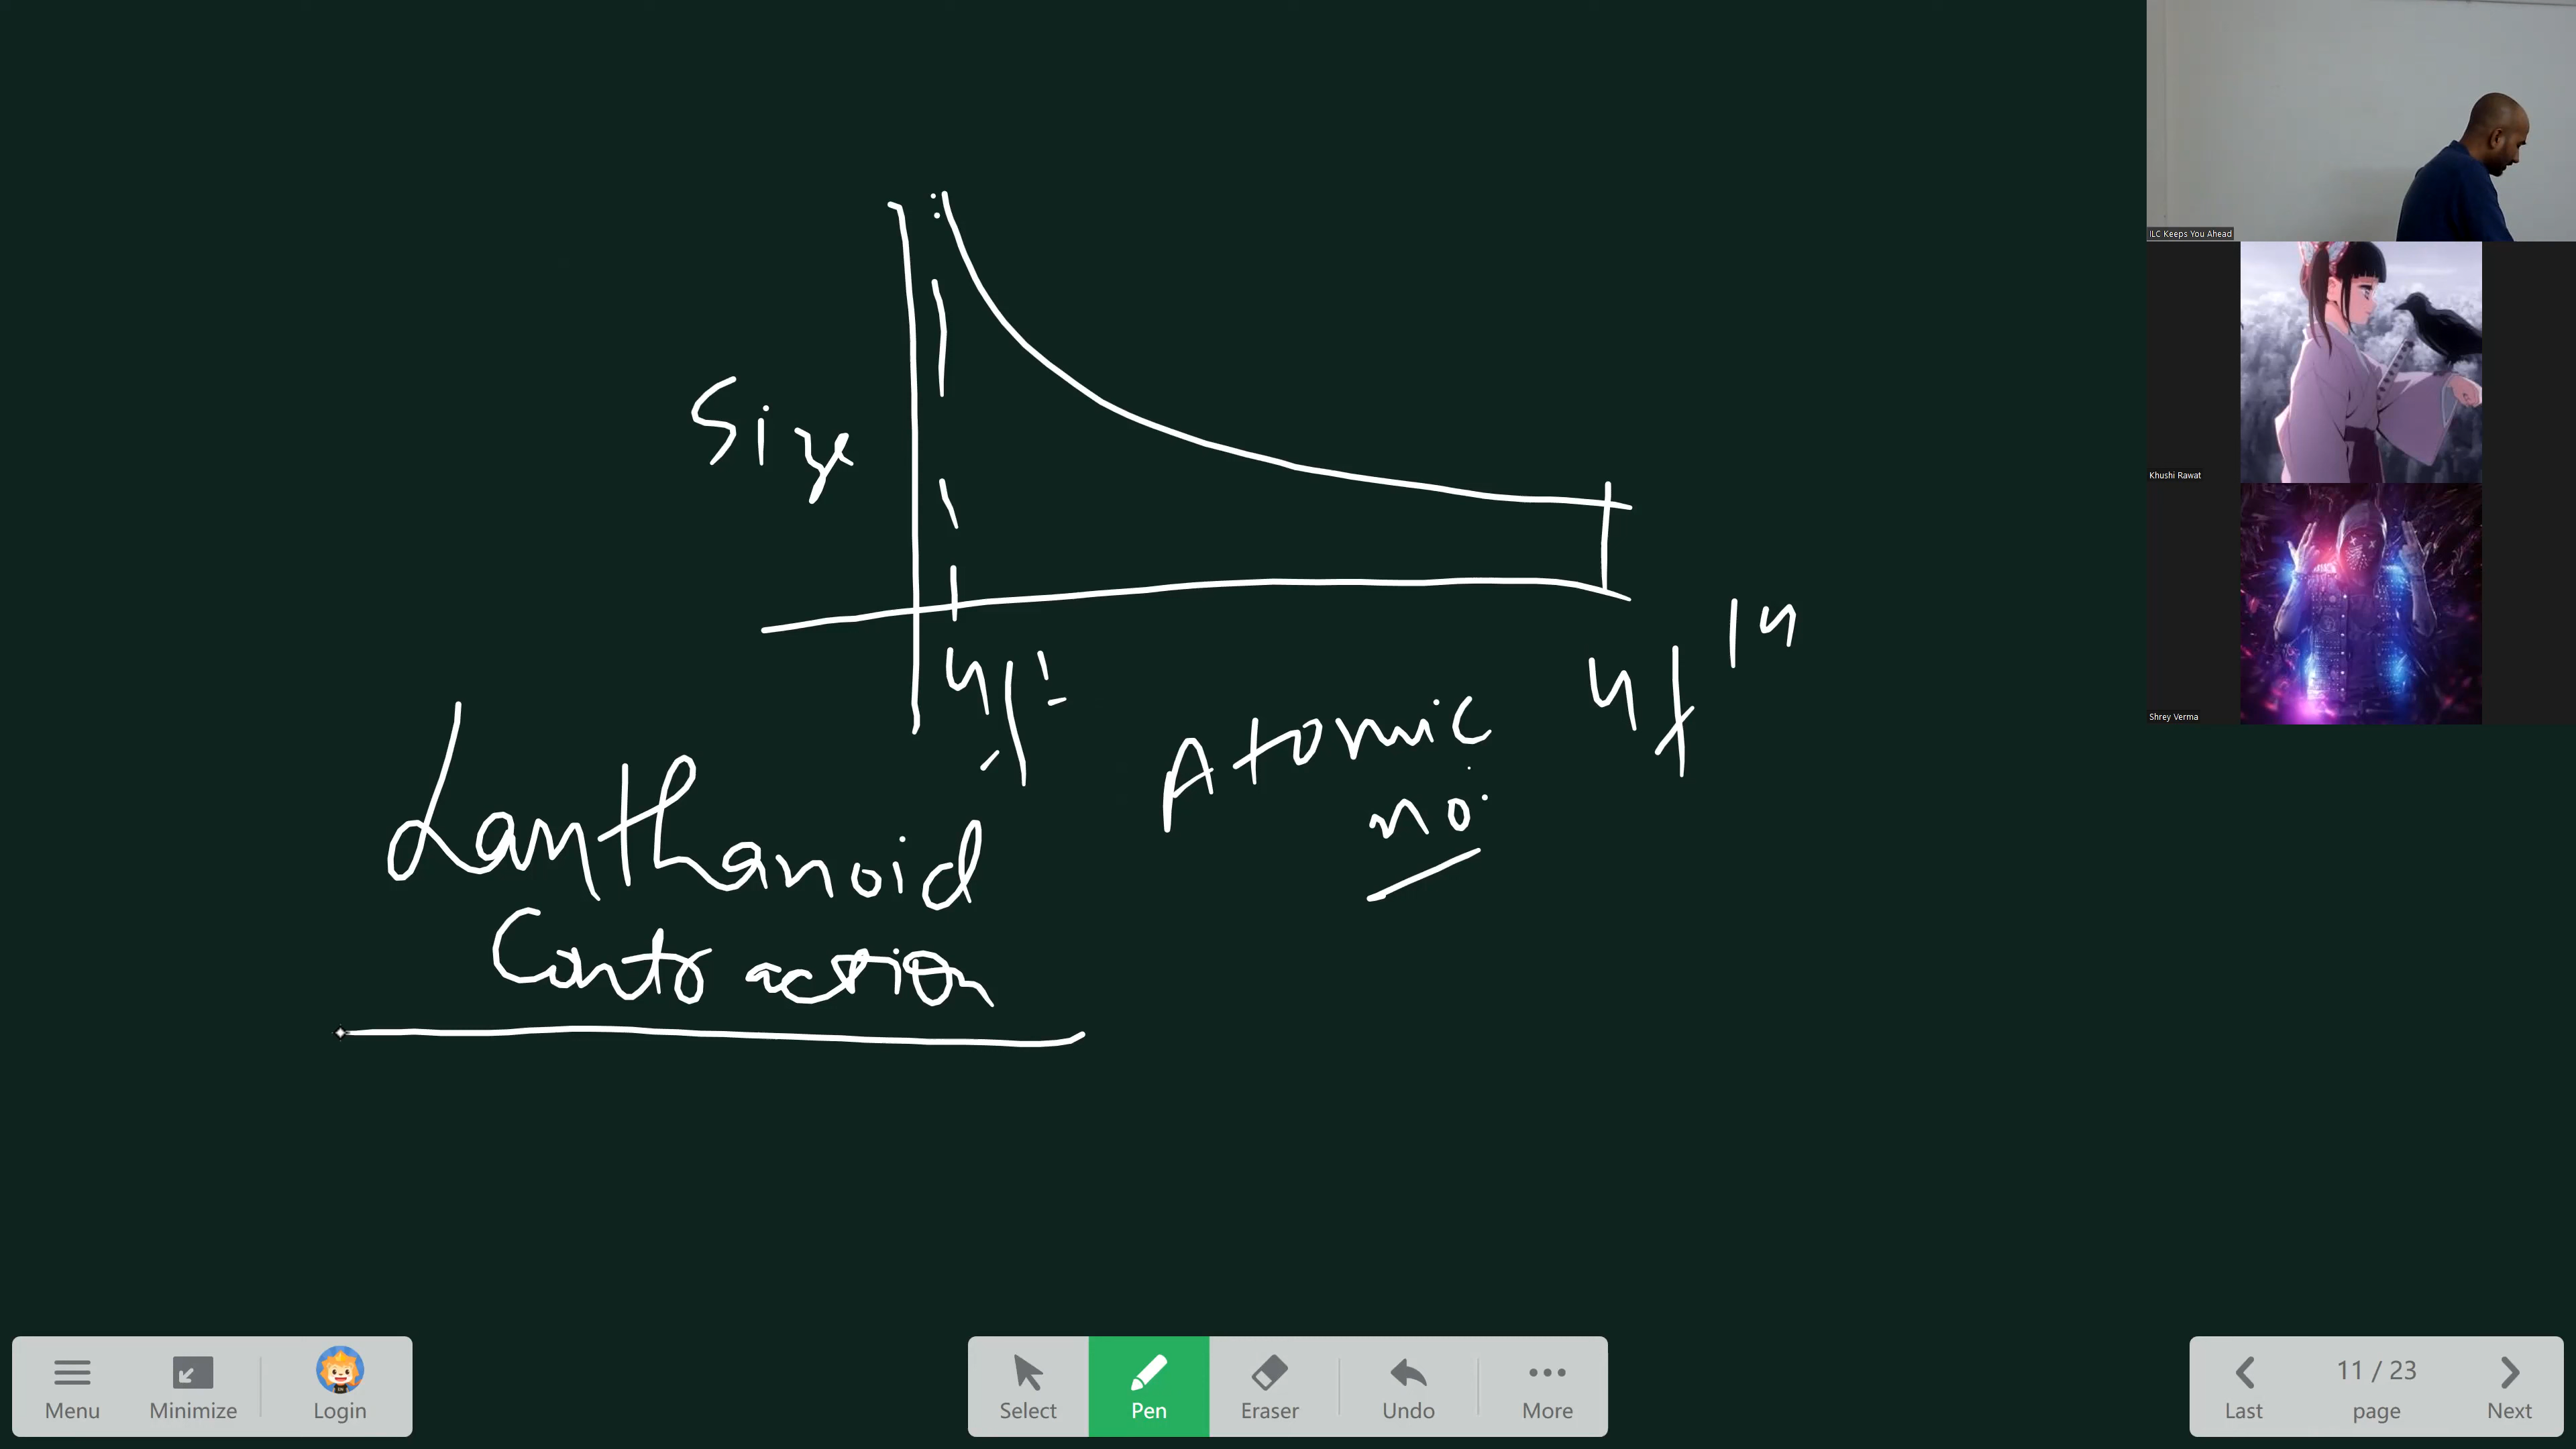 Size
4f1
4f14
Atomic
no.
Lanthanoid
Contraction
ILC Keeps You Ahead
Khushi Rawat
Shrey Verma
Menu
Minimize
Login
Select
Pen
Eraser
Undo
More
Last
11 / 23
page
Next